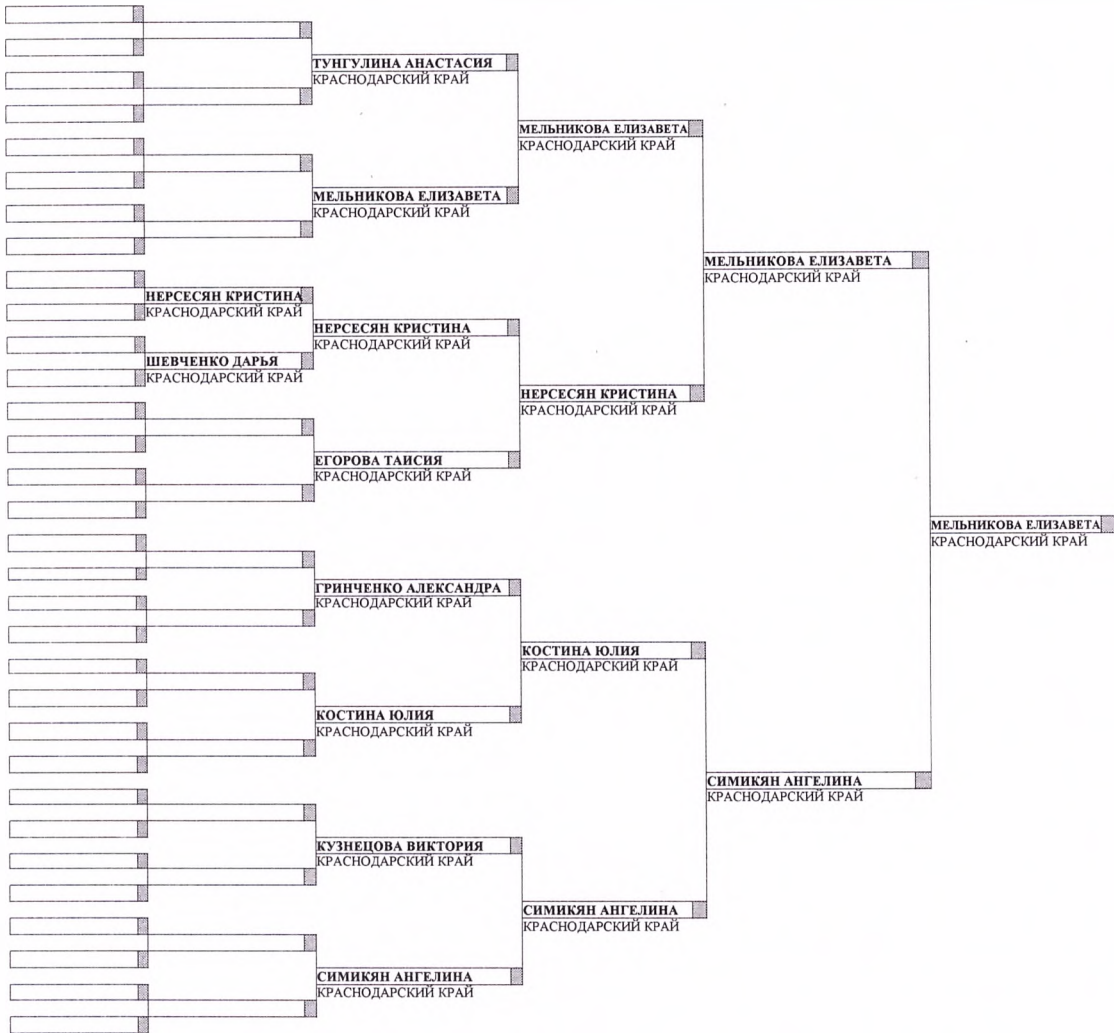 ТУНГУЛИНА АНАСТАСИЯ
КРАСНОДАРСКИЙ КРАЙ
МЕЛЬНИКОВА ЕЛИЗАВЕТА
КРАСНОДАРСКИЙ КРАЙ
МЕЛЬНИКОВА ЕЛИЗАВЕТА
КРАСНОДАРСКИЙ КРАЙ
МЕЛЬНИКОВА ЕЛИЗАВЕТА
КРАСНОДАРСКИЙ КРАЙ
НЕРСЕСЯН КРИСТИНА
КРАСНОДАРСКИЙ КРАЙ
НЕРСЕСЯН КРИСТИНА
КРАСНОДАРСКИЙ КРАЙ
ШЕВЧЕНКО ДАРЬЯ
КРАСНОДАРСКИЙ КРАЙ
НЕРСЕСЯН КРИСТИНА
КРАСНОДАРСКИЙ КРАЙ
ЕГОРОВА ТАИСИЯ
КРАСНОДАРСКИЙ КРАЙ
МЕЛЬНИКОВА ЕЛИЗАВЕТА
КРАСНОДАРСКИЙ КРАЙ
ГРИНЧЕНКО АЛЕКСАНДРА
КРАСНОДАРСКИЙ КРАЙ
КОСТИНА ЮЛИЯ
КРАСНОДАРСКИЙ КРАЙ
КОСТИНА ЮЛИЯ
КРАСНОДАРСКИЙ КРАЙ
СИМИКЯН АНГЕЛИНА
КРАСНОДАРСКИЙ КРАЙ
КУЗНЕЦОВА ВИКТОРИЯ
КРАСНОДАРСКИЙ КРАЙ
СИМИКЯН АНГЕЛИНА
КРАСНОДАРСКИЙ КРАЙ
СИМИКЯН АНГЕЛИНА
КРАСНОДАРСКИЙ КРАЙ